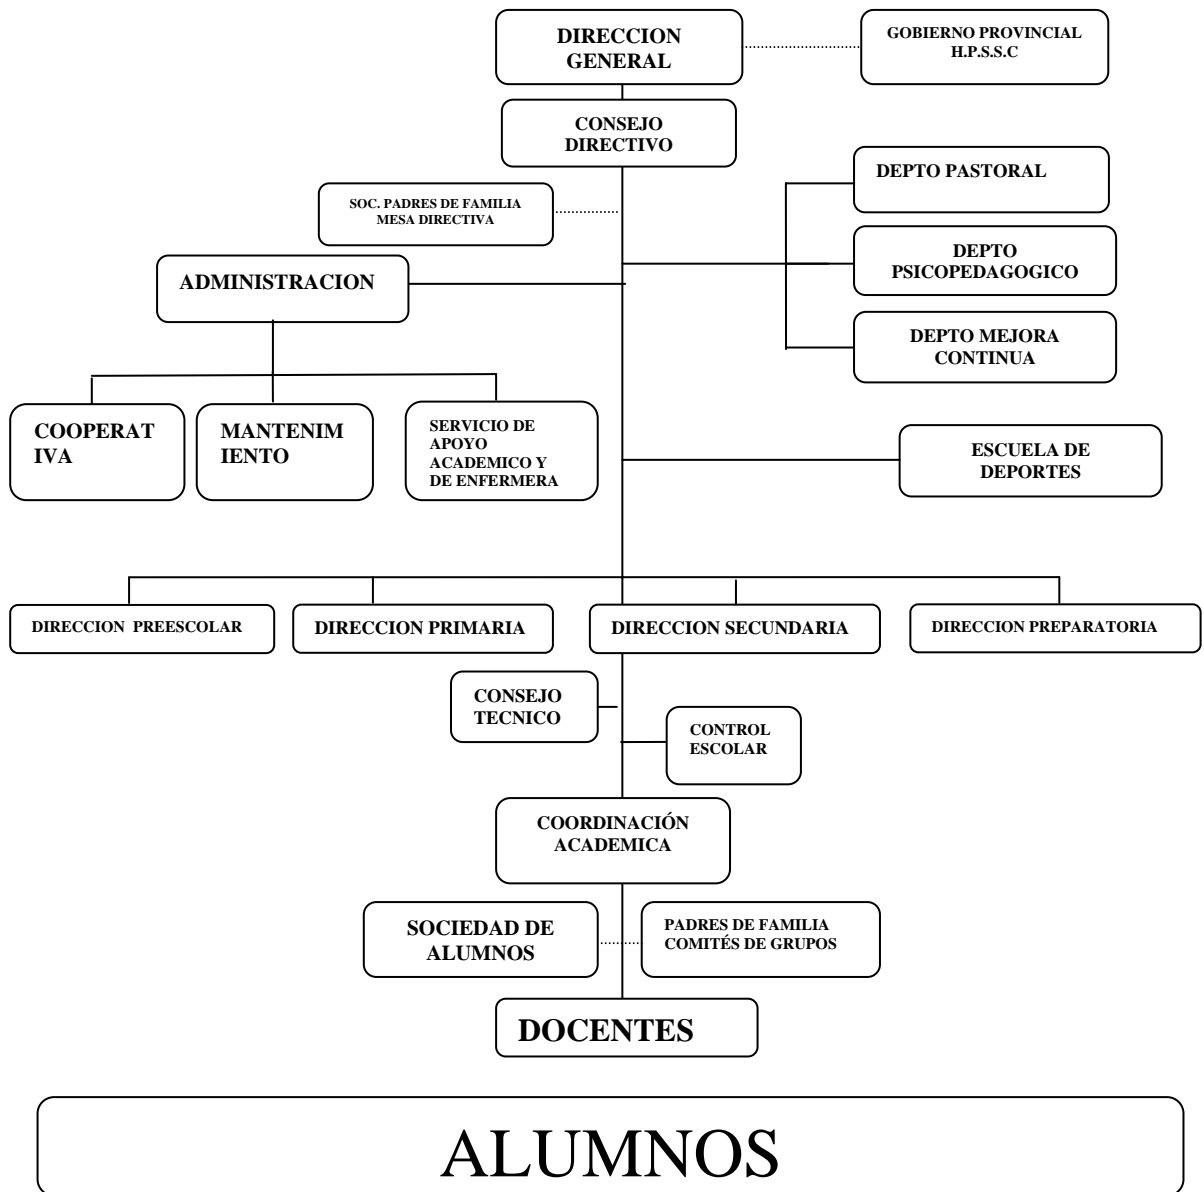 DIRECCION
GENERAL
GOBIERNO PROVINCIAL
H.P.S.S.C
CONSEJO
DIRECTIVO
DEPTO PASTORAL
SOC. PADRES DE FAMILIA
MESA DIRECTIVA
DEPTO
PSICOPEDAGOGICO
ADMINISTRACION
DEPTO MEJORA
CONTINUA
COOPERAT
IVA
MANTENIM
IENTO
SERVICIO DE
APOYO
ACADEMICO Y
DE ENFERMERA
ESCUELA DE
DEPORTES
DIRECCION PREESCOLAR
DIRECCION PRIMARIA
DIRECCION SECUNDARIA
DIRECCION PREPARATORIA
CONSEJO
TECNICO
CONTROL
ESCOLAR
COORDINACIÓN
ACADEMICA
SOCIEDAD DE
ALUMNOS
PADRES DE FAMILIA
COMITÉS DE GRUPOS
DOCENTES
ALUMNOS